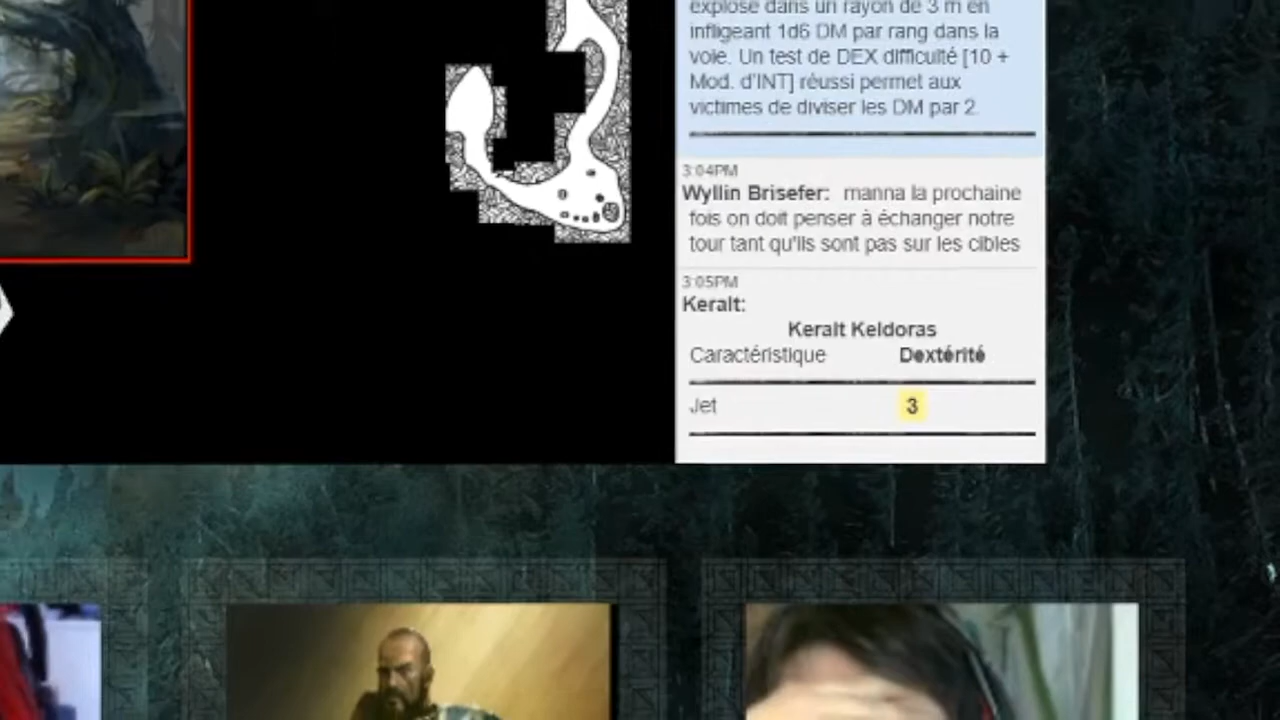 explose dans un rayon de 3 m en
infligeant 1d6 DM par rang dans la
voie. Un test de DEX difficulté [10 +
Mod. d'INT] réussi permet aux
victimes de diviser les DM par 2.
3:04PM
Wyllin Brisefer: manna la prochaine
fois on doit penser à échanger notre
tour tant qu'ils sont pas sur les cibles
3:05PM
Keralt:
Keralt Keldoras
Caractéristique Dextérité
Jet 3